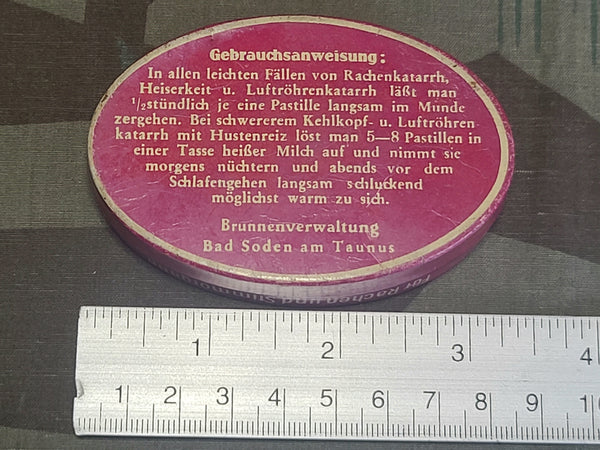 Gebrauchsanweisung:
In allen leichten Fällen von Rachenkatarrh,
Heiserkeit u. Luftröhrenkatarrh läßt man
1/2stündlich je eine Pastille langsam im Munde
zergehen. Bei schwererem Kehlkopf- u. Luftröhren-
katarrh mit Hustenreiz löst man 5—8 Pastillen in
einer Tasse heißer Milch auf und nimmt sie
morgens nüchtern und abends vor dem
Schlafengehen langsam schluckend
möglichst warm zu sich.
Brunnenverwaltung
Bad Soden am Taunus
Für Rachen und
1 2 3 4
1 2 3 4 5 6 7 8 9